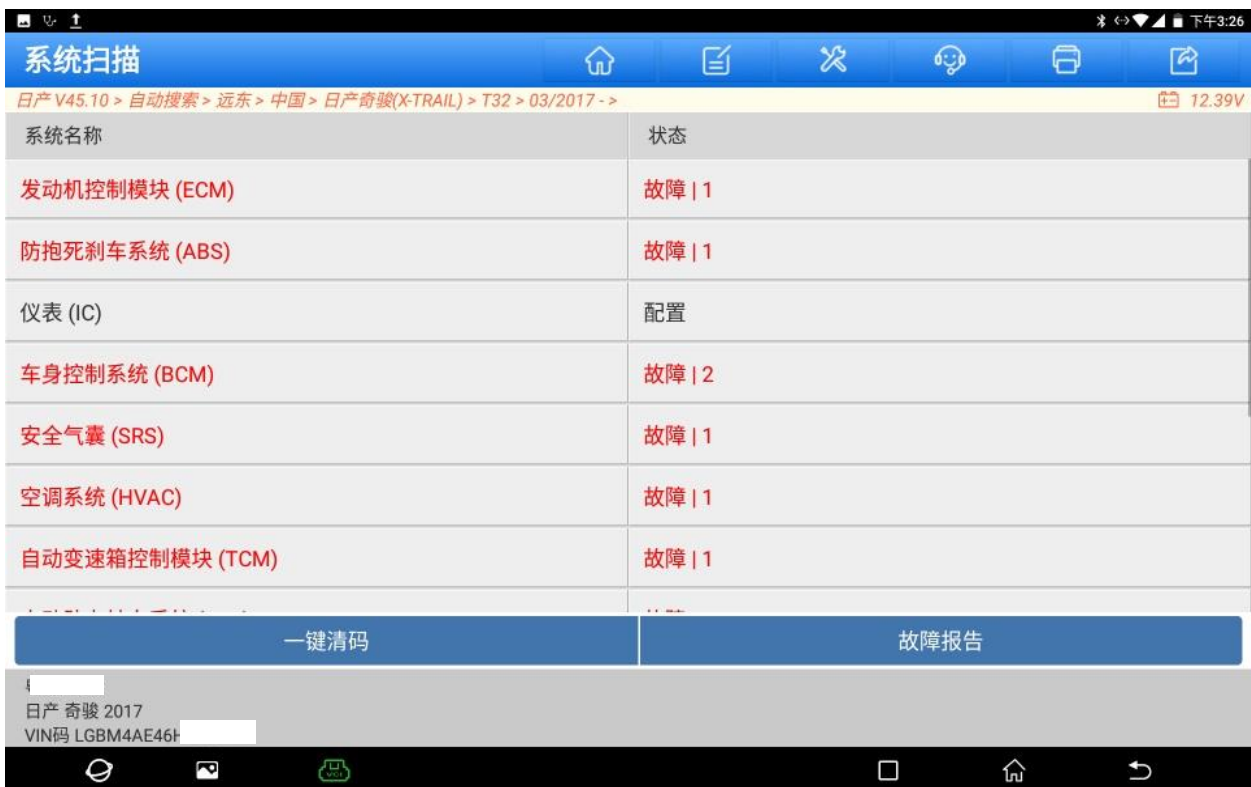 下午3:26
系统扫描
日产 V45.10 > 自动搜索 > 远东 > 中国 > 日产奇骏(X-TRAIL) > T32 > 03/2017 - > 12.39V
系统名称 状态
发动机控制模块 (ECM) 故障 | 1
防抱死刹车系统 (ABS) 故障 | 1
仪表 (IC) 配置
车身控制系统 (BCM) 故障 | 2
安全气囊 (SRS) 故障 | 1
空调系统 (HVAC) 故障 | 1
自动变速箱控制模块 (TCM) 故障 | 1
一键清码 故障报告
日产 奇骏 2017
VIN码 LGBM4AE46H
VCI